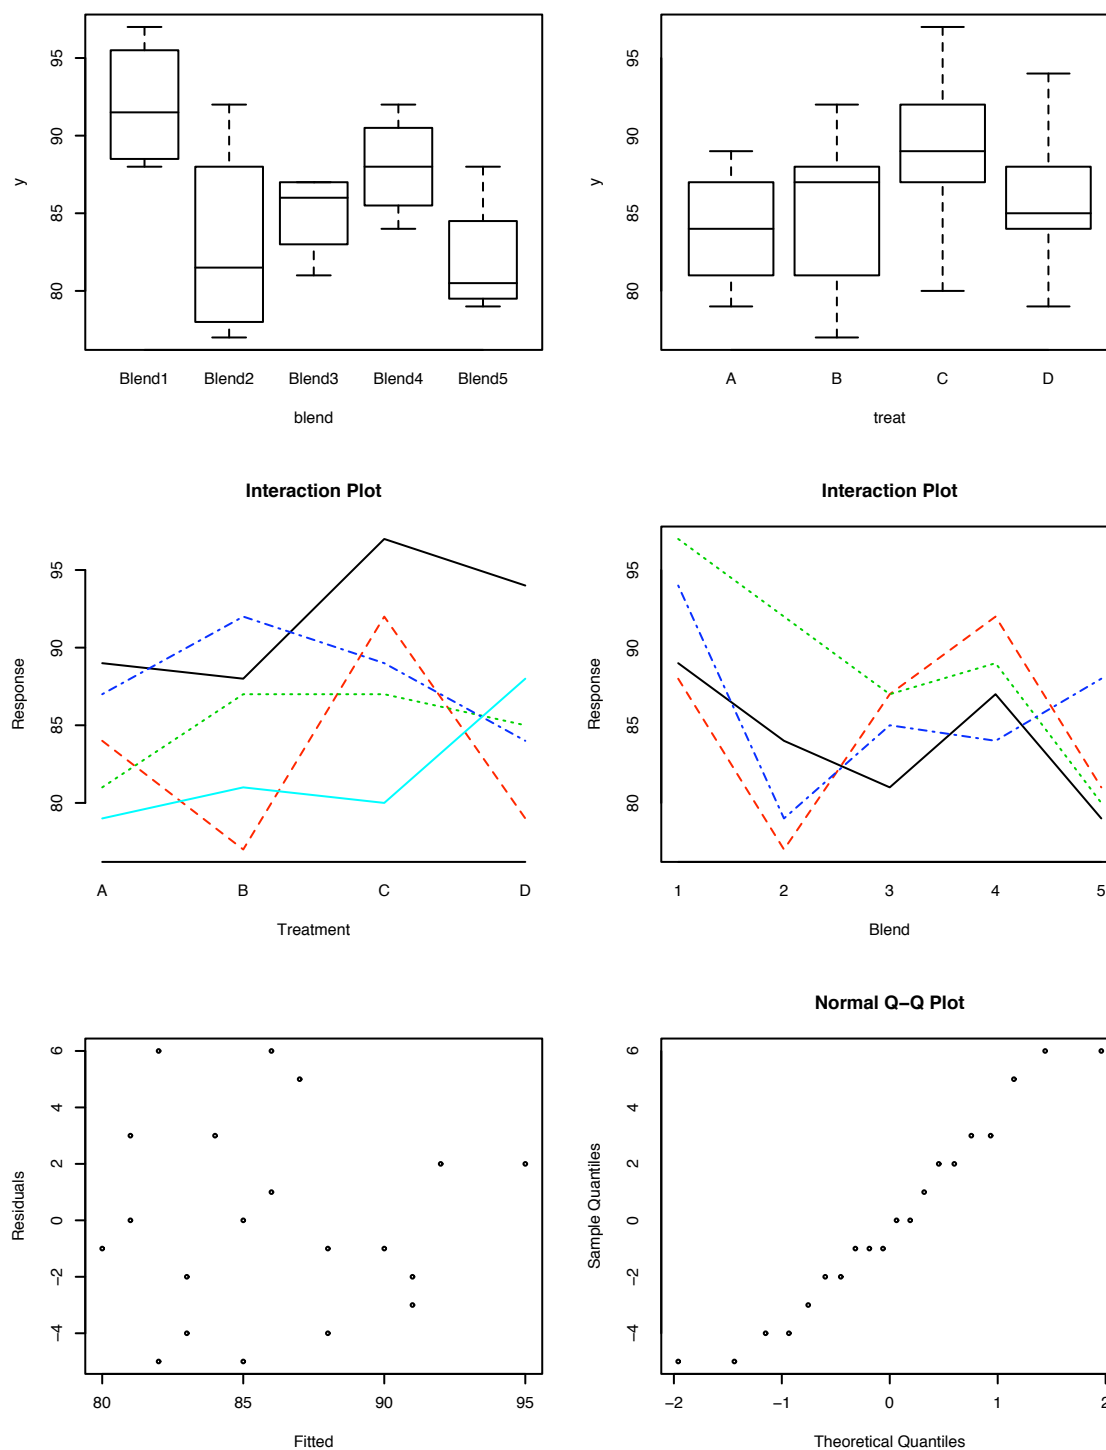 95
90
85
80
y
Blend1 Blend2 Blend3 Blend4 Blend5
blend
95
90
85
80
y
A B C D
treat
Interaction Plot
95
90
85
80
Response
A B C D
Treatment
Interaction Plot
95
90
85
80
Response
1 2 3 4 5
Blend
6
4
2
0
−2
−4
Residuals
80 85 90 95
Fitted
Normal Q−Q Plot
6
4
2
0
−2
−4
Sample Quantiles
−2 −1 0 1 2
Theoretical Quantiles